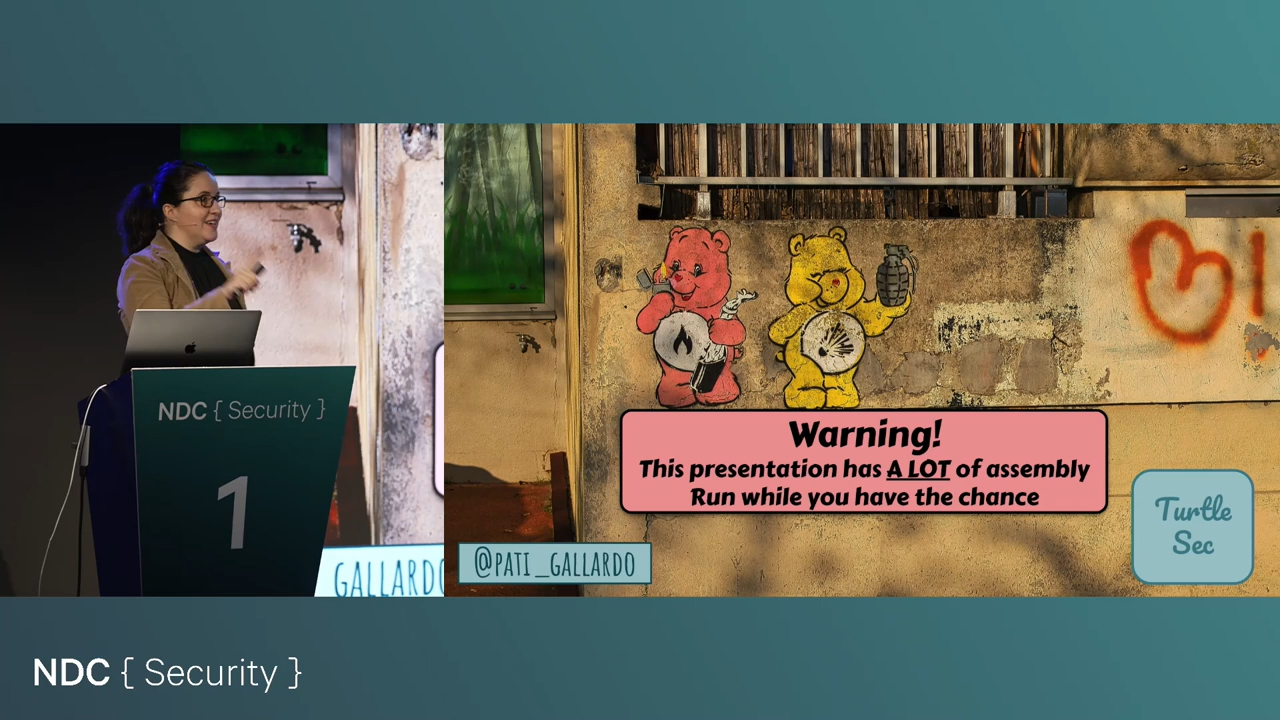 NDC { Security }
1
GALLARDO
Warning!
This presentation has A LOT of assembly
Run while you have the chance
@PATI_GALLARDO
Turtle
Sec
NDC { Security }